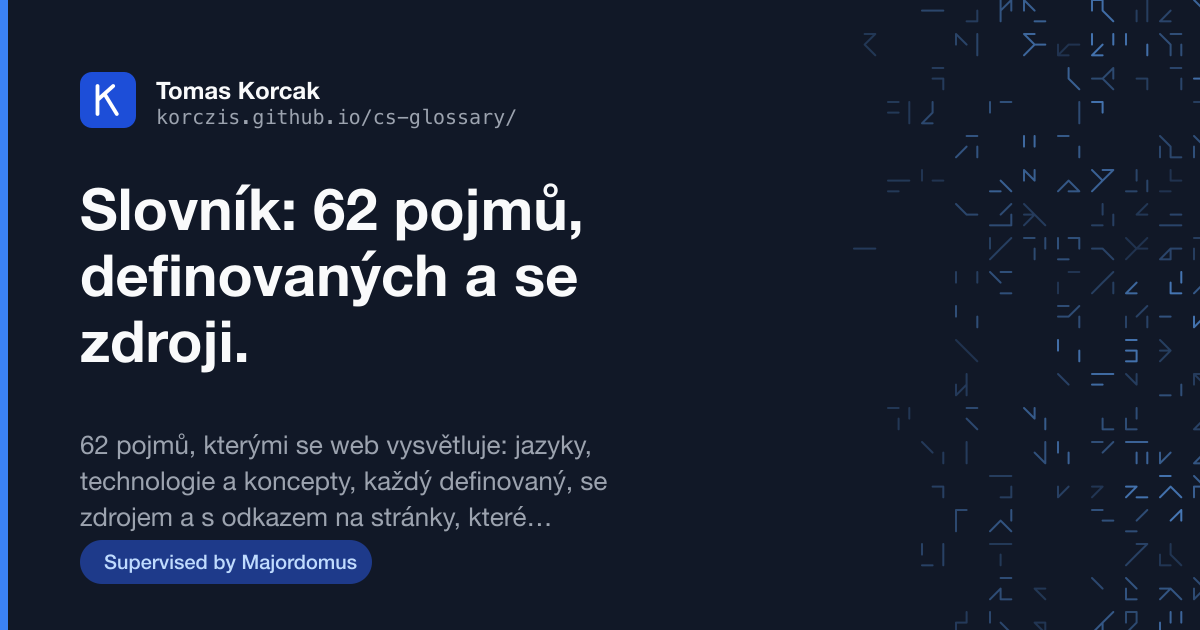 Tomas Korcak
korczis.github.io/cs-glossary/
Slovník: 62 pojmů,
definovaných a se
zdroji.
62 pojmů, kterými se web vysvětluje: jazyky,
technologie a koncepty, každý definovaný, se
zdrojem a s odkazem na stránky, které…
Supervised by Majordomus